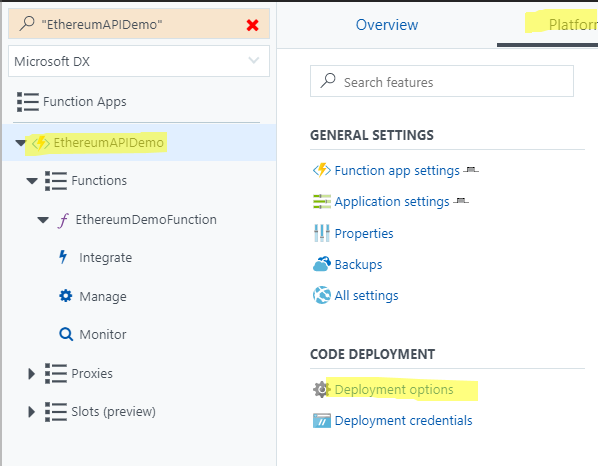 "EthereumAPIDemo"
Microsoft DX
Function Apps
EthereumAPIDemo
Functions
EthereumDemoFunction
Integrate
Manage
Monitor
Proxies
Slots (preview)
Overview
Platfor
Search features
GENERAL SETTINGS
Function app settings
Application settings
Properties
Backups
All settings
CODE DEPLOYMENT
Deployment options
Deployment credentials